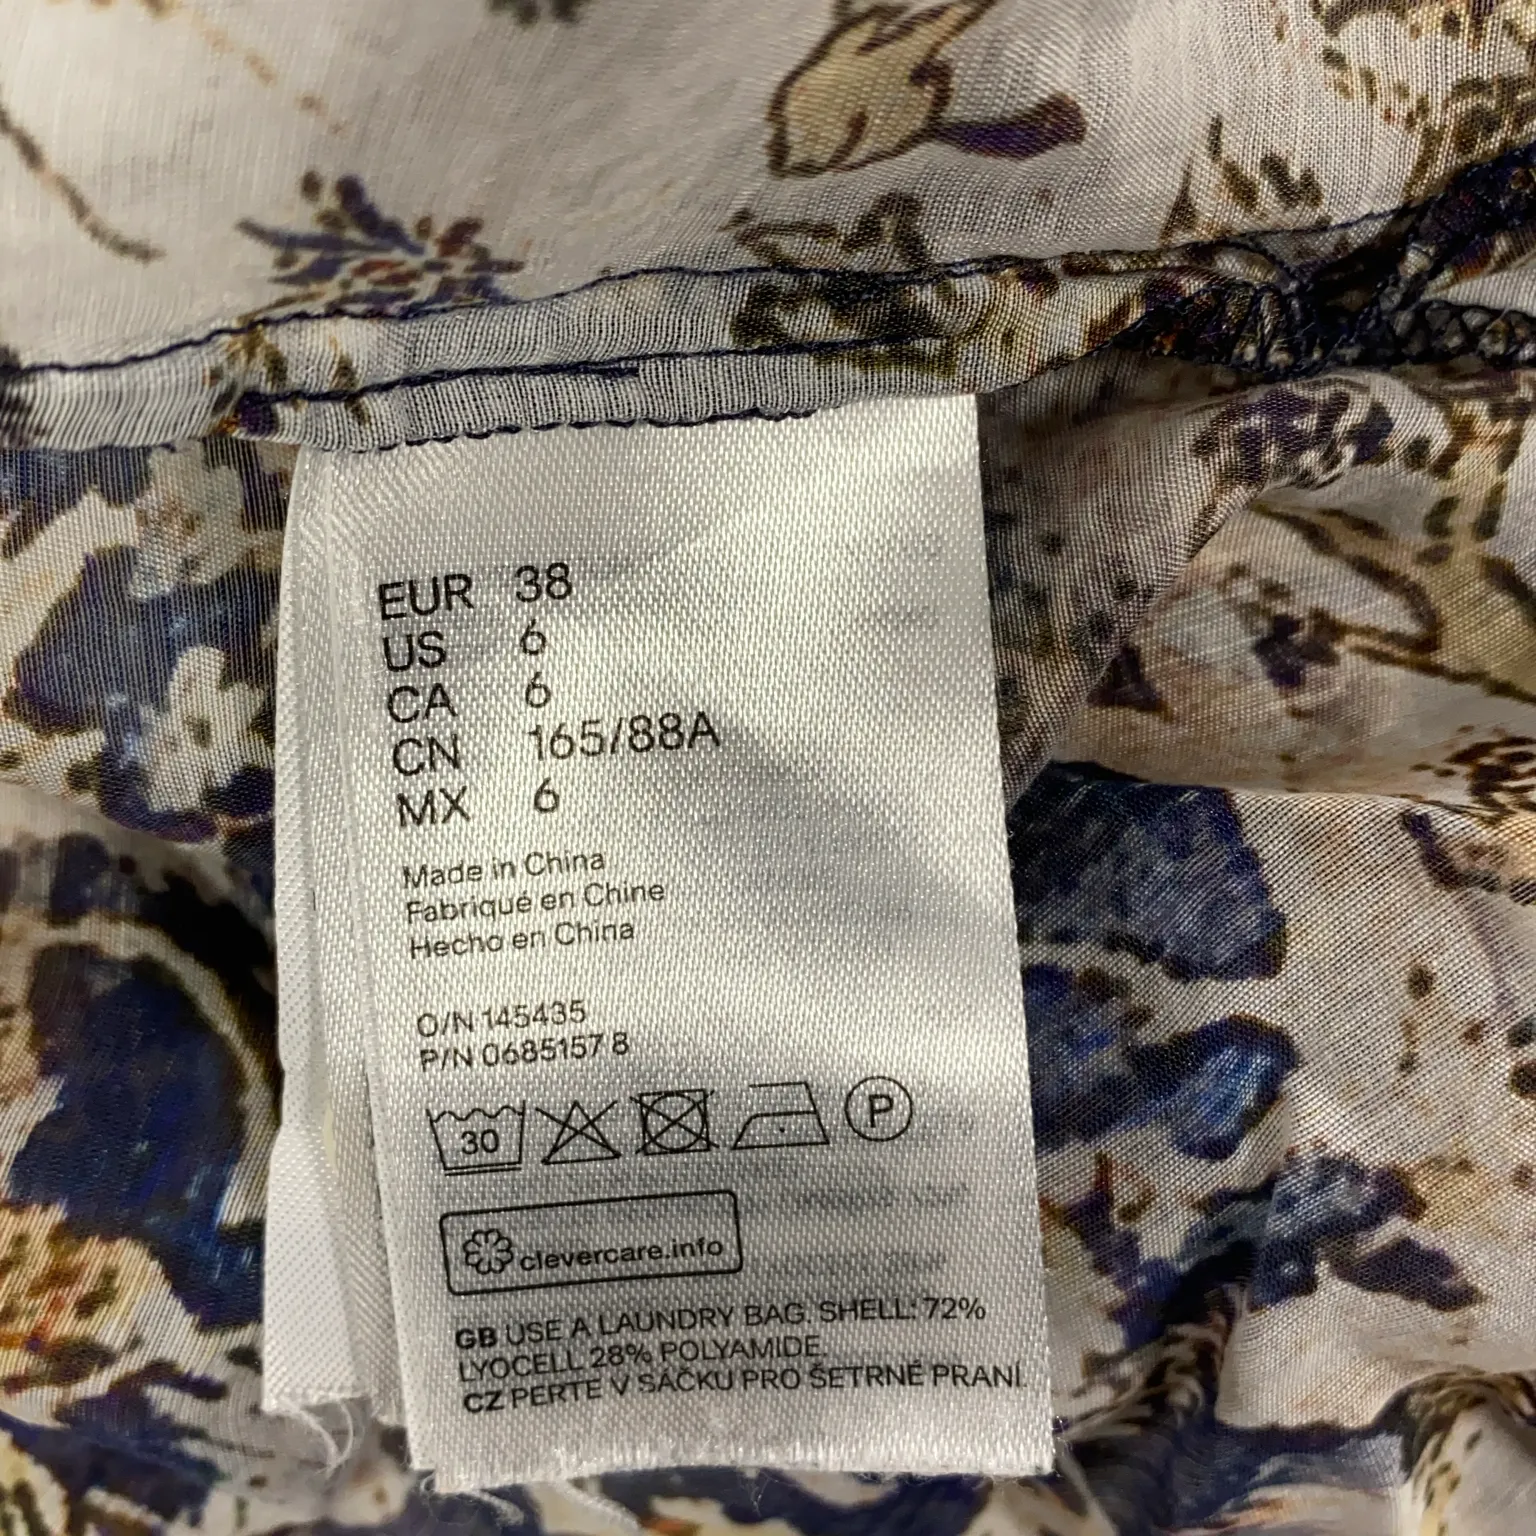 EUR 38
US 6
CA 6
CN 165/88A
MX 6
Made in China
Fabriqué en Chine
Hecho en China
O/N 145435
P/N 0685157 8
30 P
clevercare.info
GB USE A LAUNDRY BAG. SHELL: 72%
LYOCELL 28% POLYAMIDE.
CZ PERTE V SÁČKU PRO ŠETRNÉ PRANÍ.